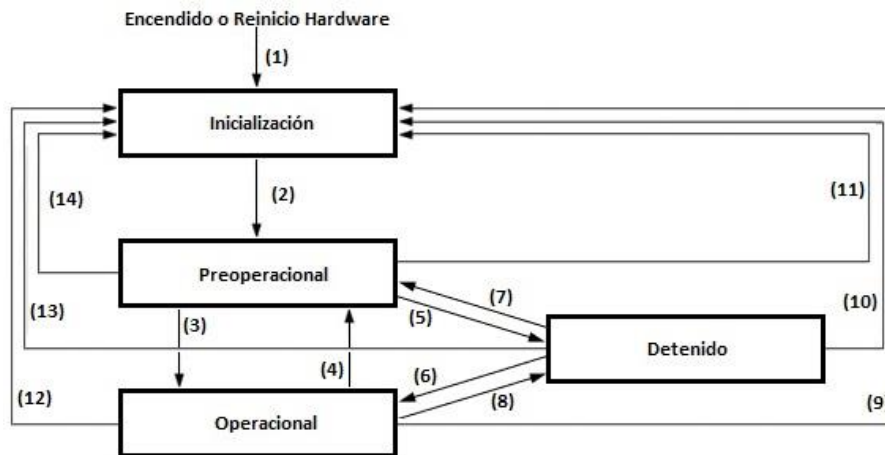 Encendido o Reinicio Hardware
(1)
Inicialización
(14)
(2)
(11)
Preoperacional
(7)
(13)
(3)
(5)
(10)
Detenido
(4)
(6)
(12)
(8)
(9)
Operacional